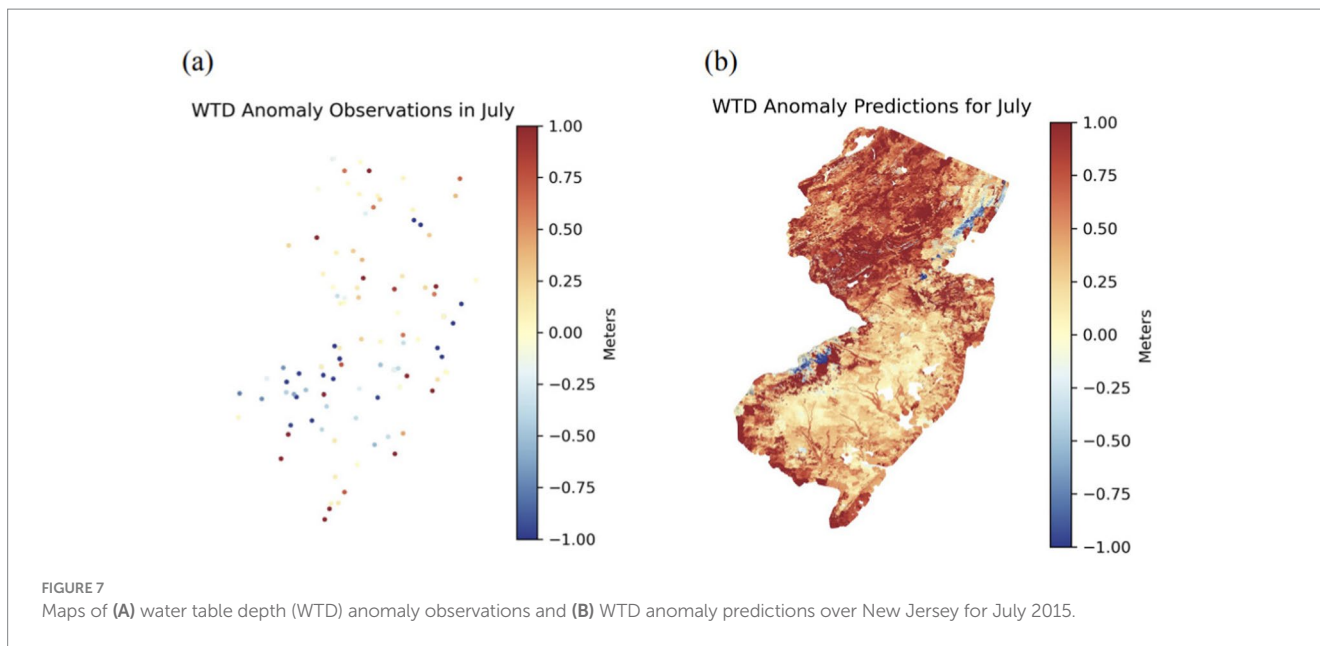 (a)
WTD Anomaly Observations in July
1.00
0.75
0.50
0.25
0.00
−0.25
−0.50
−0.75
−1.00
Meters
(b)
WTD Anomaly Predictions for July
1.00
0.75
0.50
0.25
0.00
−0.25
−0.50
−0.75
−1.00
Meters
FIGURE 7
Maps of (A) water table depth (WTD) anomaly observations and (B) WTD anomaly predictions over New Jersey for July 2015.